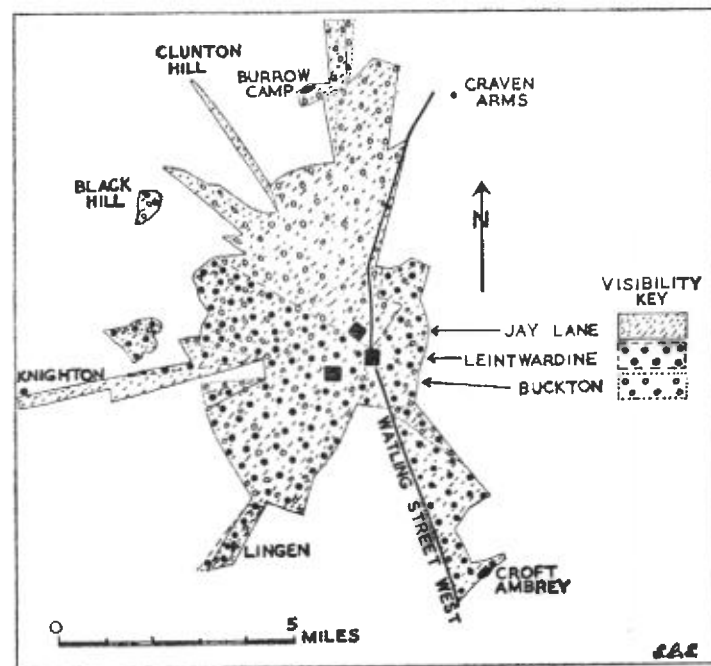 CLUNTON
HILL
BURROW
CAMP
CRAVEN
ARMS
BLACK
HILL
N
VISIBILITY
KEY
JAY LANE
LEINTWARDINE
BUCKTON
KNIGHTON
WATLING STREET WEST
LINGEN
CROFT
AMBREY
0 5
MILES